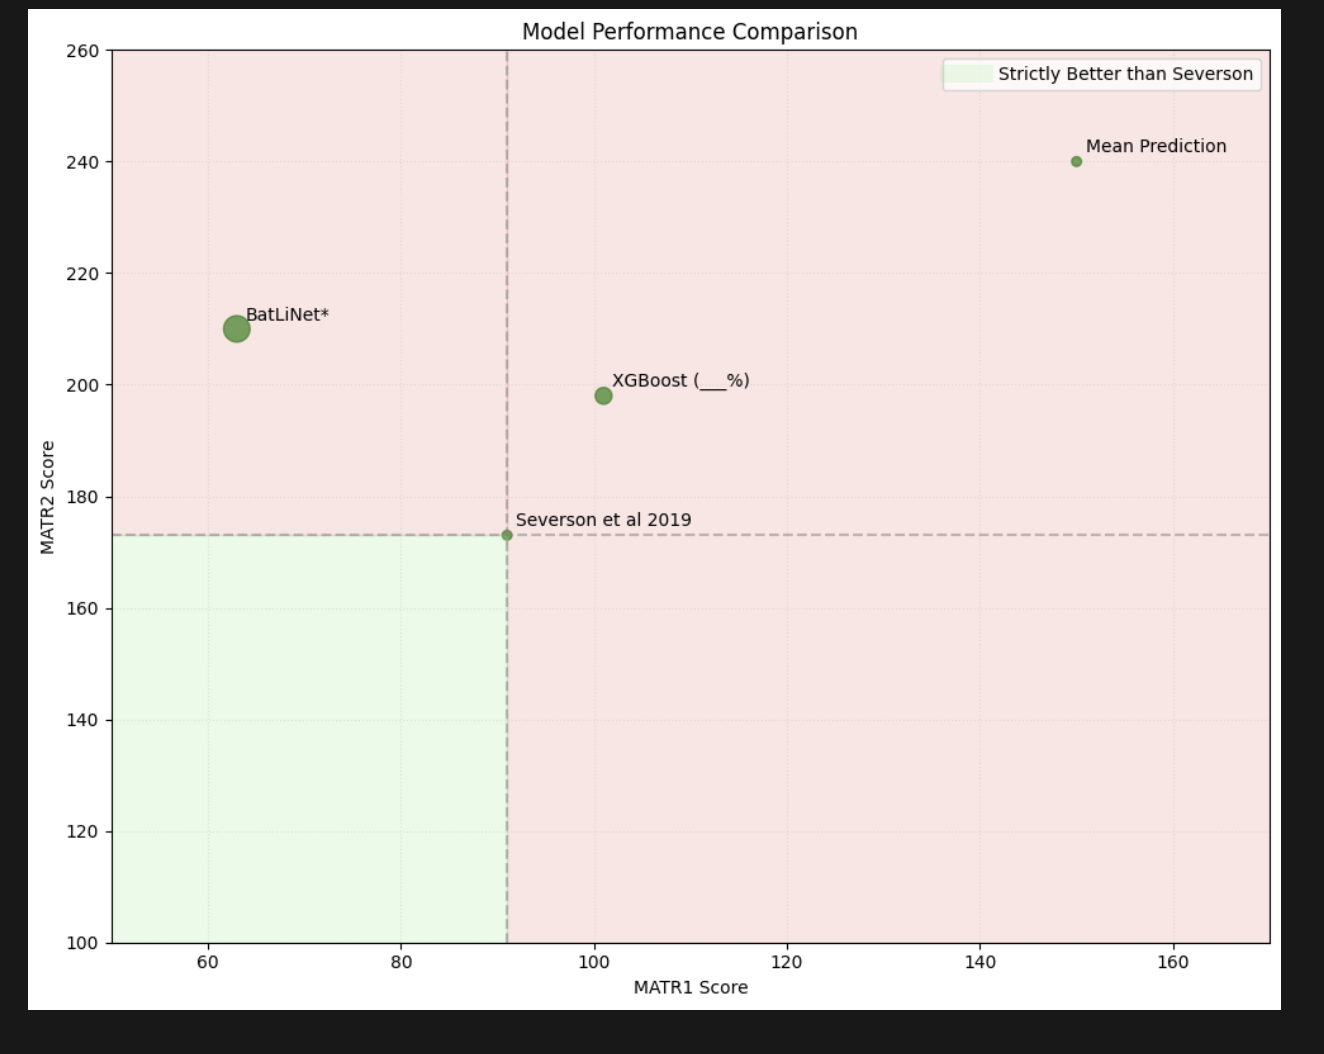 Model Performance Comparison
Strictly Better than Severson
Mean Prediction
BatLiNet*
XGBoost (___%)
Severson et al 2019
MATR2 Score
260
240
220
200
180
160
140
120
100
60 80 100 120 140 160
MATR1 Score